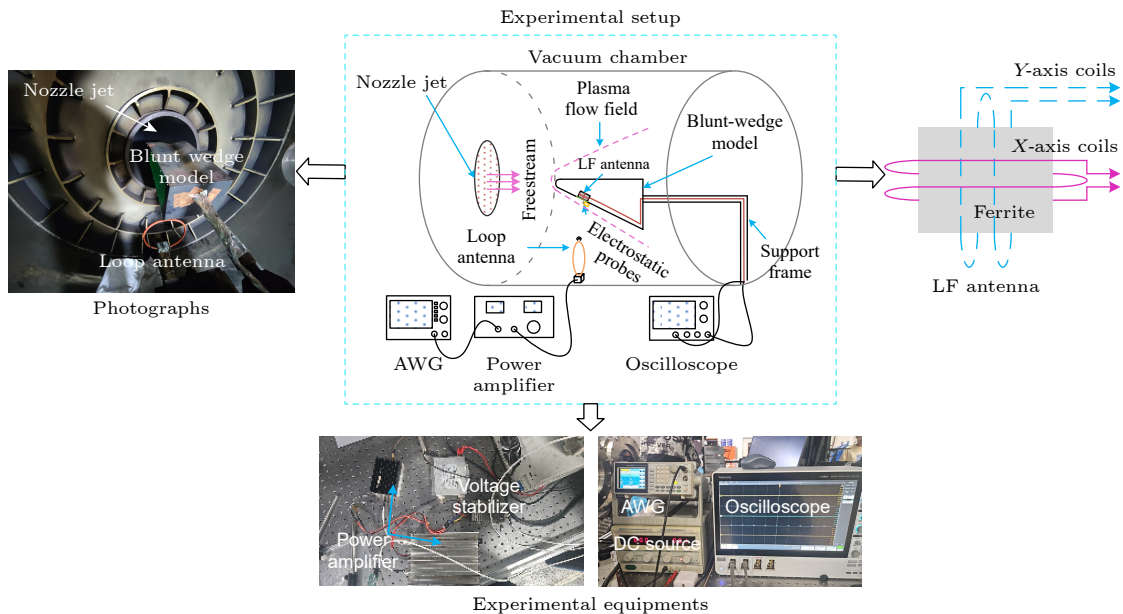 Experimental setup
Vacuum chamber
Nozzle jet
Plasma
flow field
Blunt-wedge
model
LF antenna
Freestream
Loop
antenna
Electrostatic
probes
Support
frame
AWG
Power
amplifier
Oscilloscope
Nozzle jet
Blunt wedge
model
Loop antenna
Photographs
Y-axis coils
X-axis coils
Ferrite
LF antenna
Voltage
stabilizer
Power
amplifier
AWG
DC source
Oscilloscope
Experimental equipments